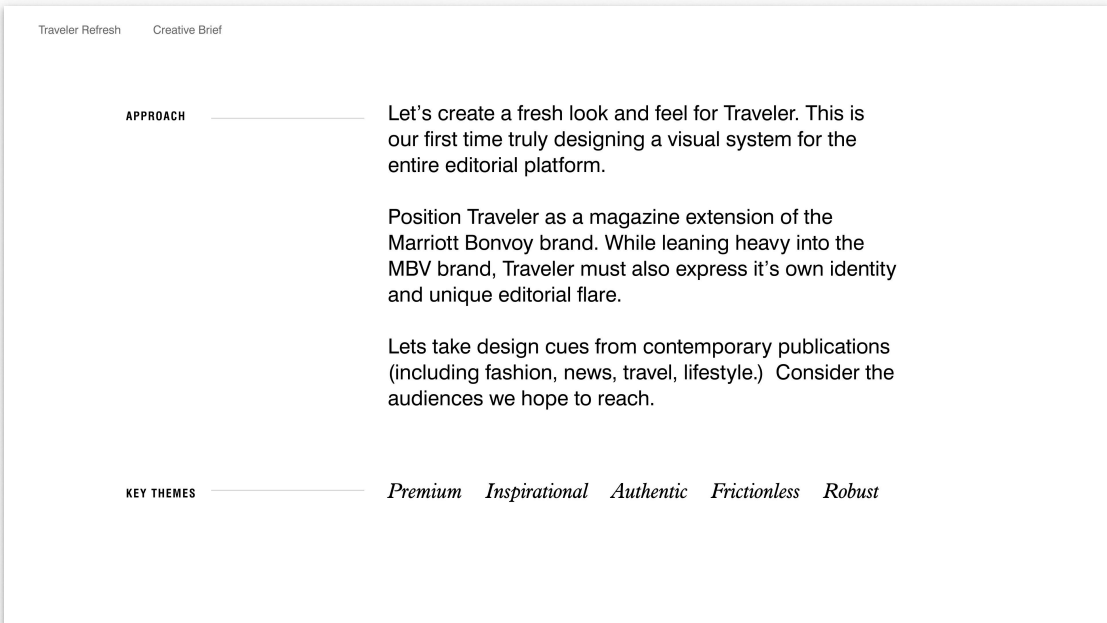 Traveler Refresh Creative Brief
APPROACH
Let’s create a fresh look and feel for Traveler. This is
our first time truly designing a visual system for the
entire editorial platform.
Position Traveler as a magazine extension of the
Marriott Bonvoy brand. While leaning heavy into the
MBV brand, Traveler must also express it’s own identity
and unique editorial flare.
Lets take design cues from contemporary publications
(including fashion, news, travel, lifestyle.)  Consider the
audiences we hope to reach.
KEY THEMES
Premium Inspirational Authentic Frictionless Robust